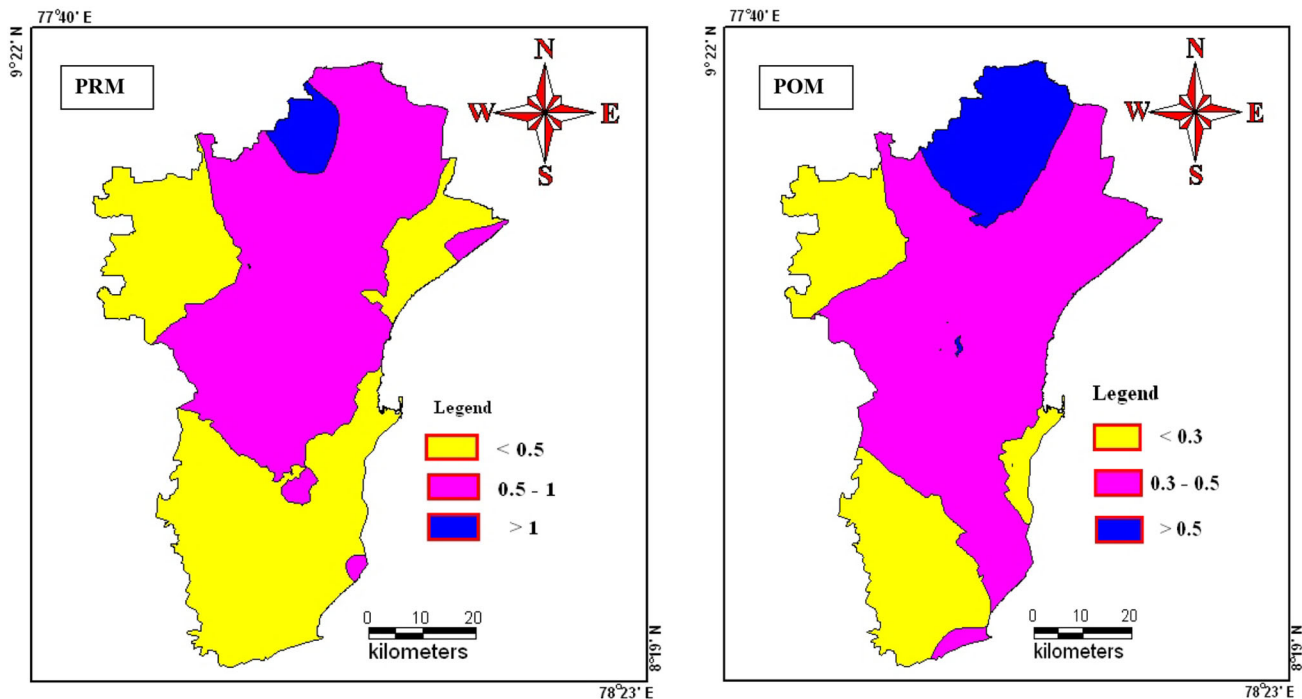 77°40' E
9°22' N
PRM
N
W E
S
Legend
< 0.5
0.5 - 1
> 1
0 10 20
kilometers
8°19' N
78°23' E
77°40' E
9°22' N
POM
N
W E
S
Legend
< 0.3
0.3 - 0.5
> 0.5
0 10 20
kilometers
8°19' N
78°23' E